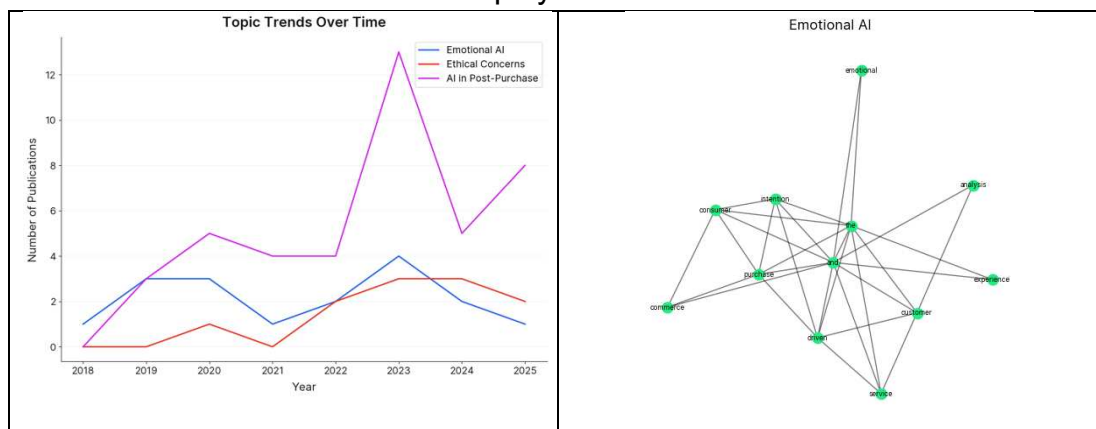 Topic Trends Over Time
Emotional AI
Ethical Concerns
AI in Post-Purchase
Number of Publications
12
10
8
6
4
2
0
2018 2019 2020 2021 2022 2023 2024 2025
Year
Emotional AI
emotional
analysis
intention
consumer
the
and
purchase
experience
commerce
customer
driven
service